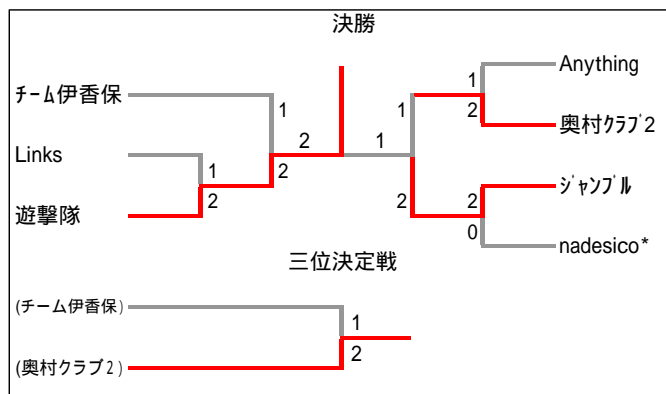 決勝
チーム伊香保
Links
遊撃隊
1
2
1
2
2
1
1
2
1
2
2
0
Anything
奥村クラブ2
ジャンブル
nadesico*
三位決定戦
(チーム伊香保)
(奥村クラブ2)
1
2